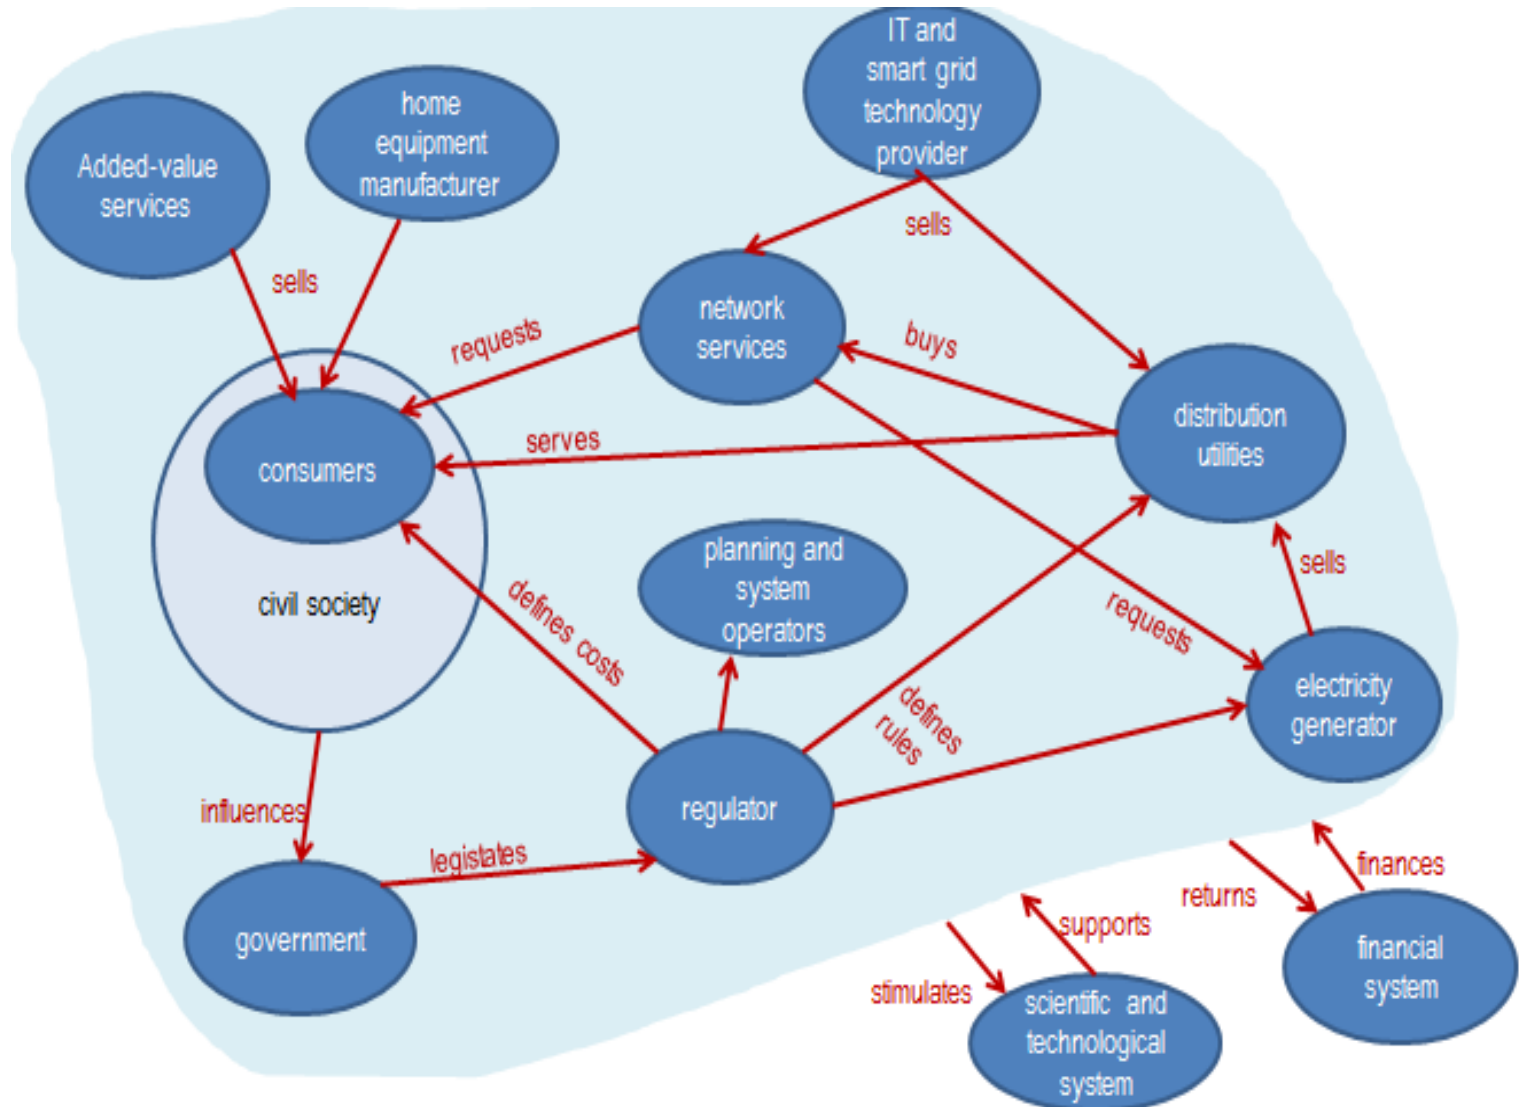 IT and
smart grid
technology
provider
home
equipment
manufacturer
Added-value
services
sells
sells
network
services
requests
buys
distribution
utilities
serves
consumers
civil society
planning and
system
operators
sells
requests
defines costs
defines
rules
electricity
generator
regulator
influences
legistates
government
finances
returns
supports
stimulates
financial
system
scientific and
technological
system